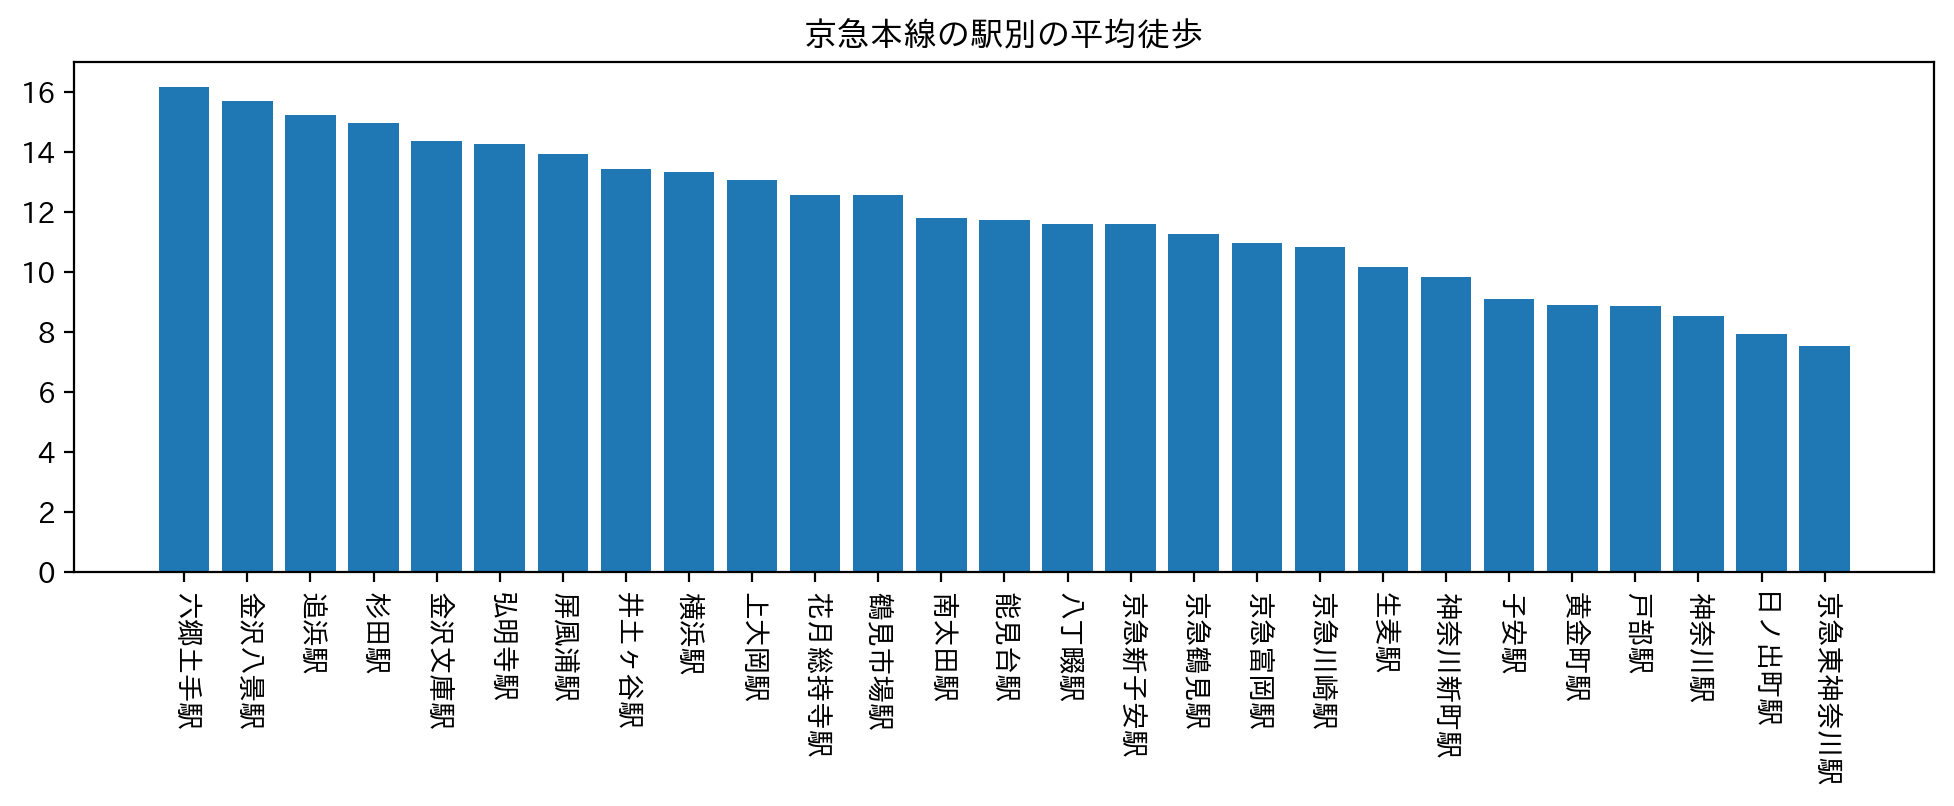 京急本線の駅別の平均徒歩
16
14
12
10
8
6
4
2
0
六郷土手駅
金沢八景駅
追浜駅
杉田駅
金沢文庫駅
弘明寺駅
屏風浦駅
井土ヶ谷駅
横浜駅
上大岡駅
花月総持寺駅
鶴見市場駅
南太田駅
能見台駅
八丁畷駅
京急新子安駅
京急鶴見駅
京急富岡駅
京急川崎駅
生麦駅
神奈川新町駅
子安駅
黄金町駅
戸部駅
神奈川駅
日ノ出町駅
京急東神奈川駅